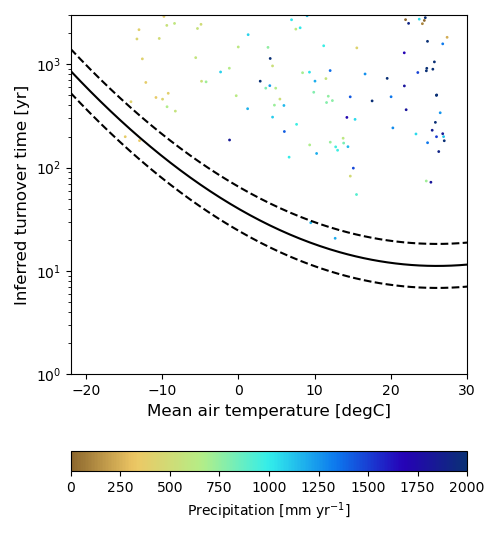 10³
10²
10¹
10⁰
Inferred turnover time [yr]
−20 −10 0 10 20 30
Mean air temperature [degC]
0 250 500 750 1000 1250 1500 1750 2000
Precipitation [mm yr⁻¹]